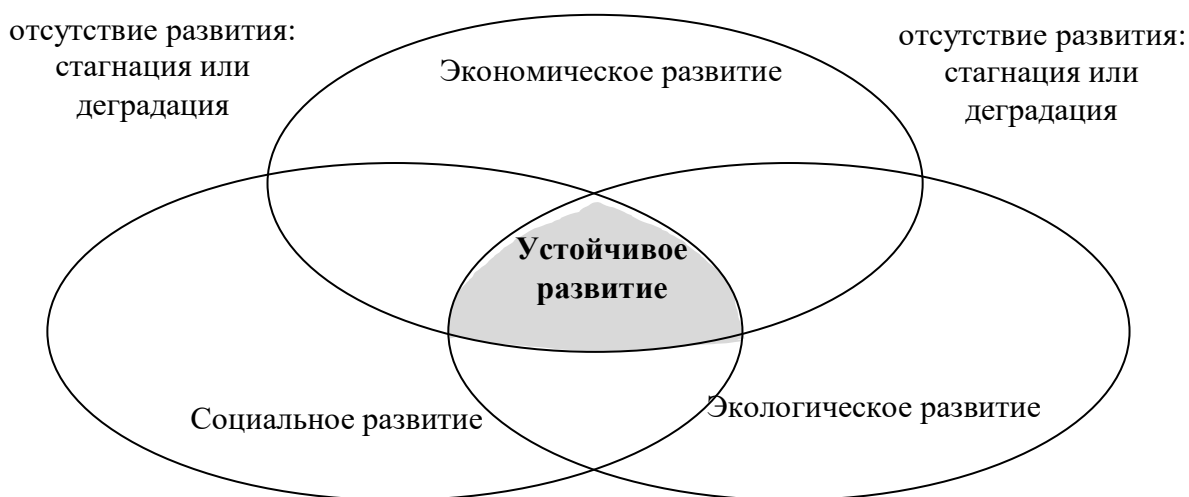 отсутствие развития:
стагнация или
деградация
Экономическое развитие
отсутствие развития:
стагнация или
деградация
Устойчивое
развитие
Социальное развитие
Экологическое развитие